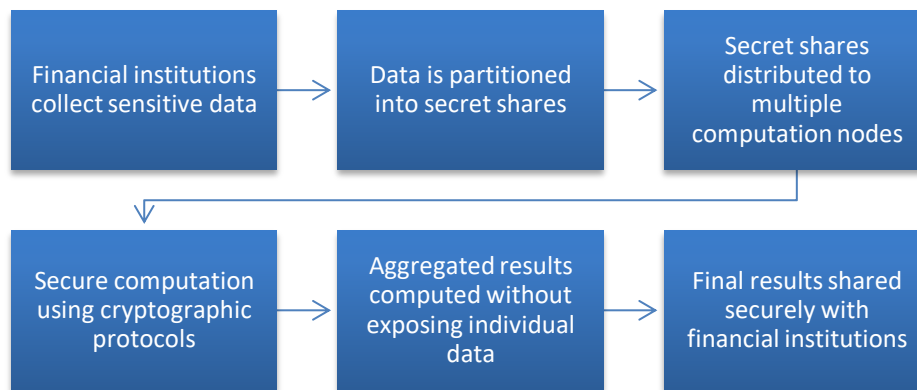 Financial institutions
collect sensitive data
Data is partitioned
into secret shares
Secret shares
distributed to
multiple
computation nodes
Secure computation
using cryptographic
protocols
Aggregated results
computed without
exposing individual
data
Final results shared
securely with
financial institutions